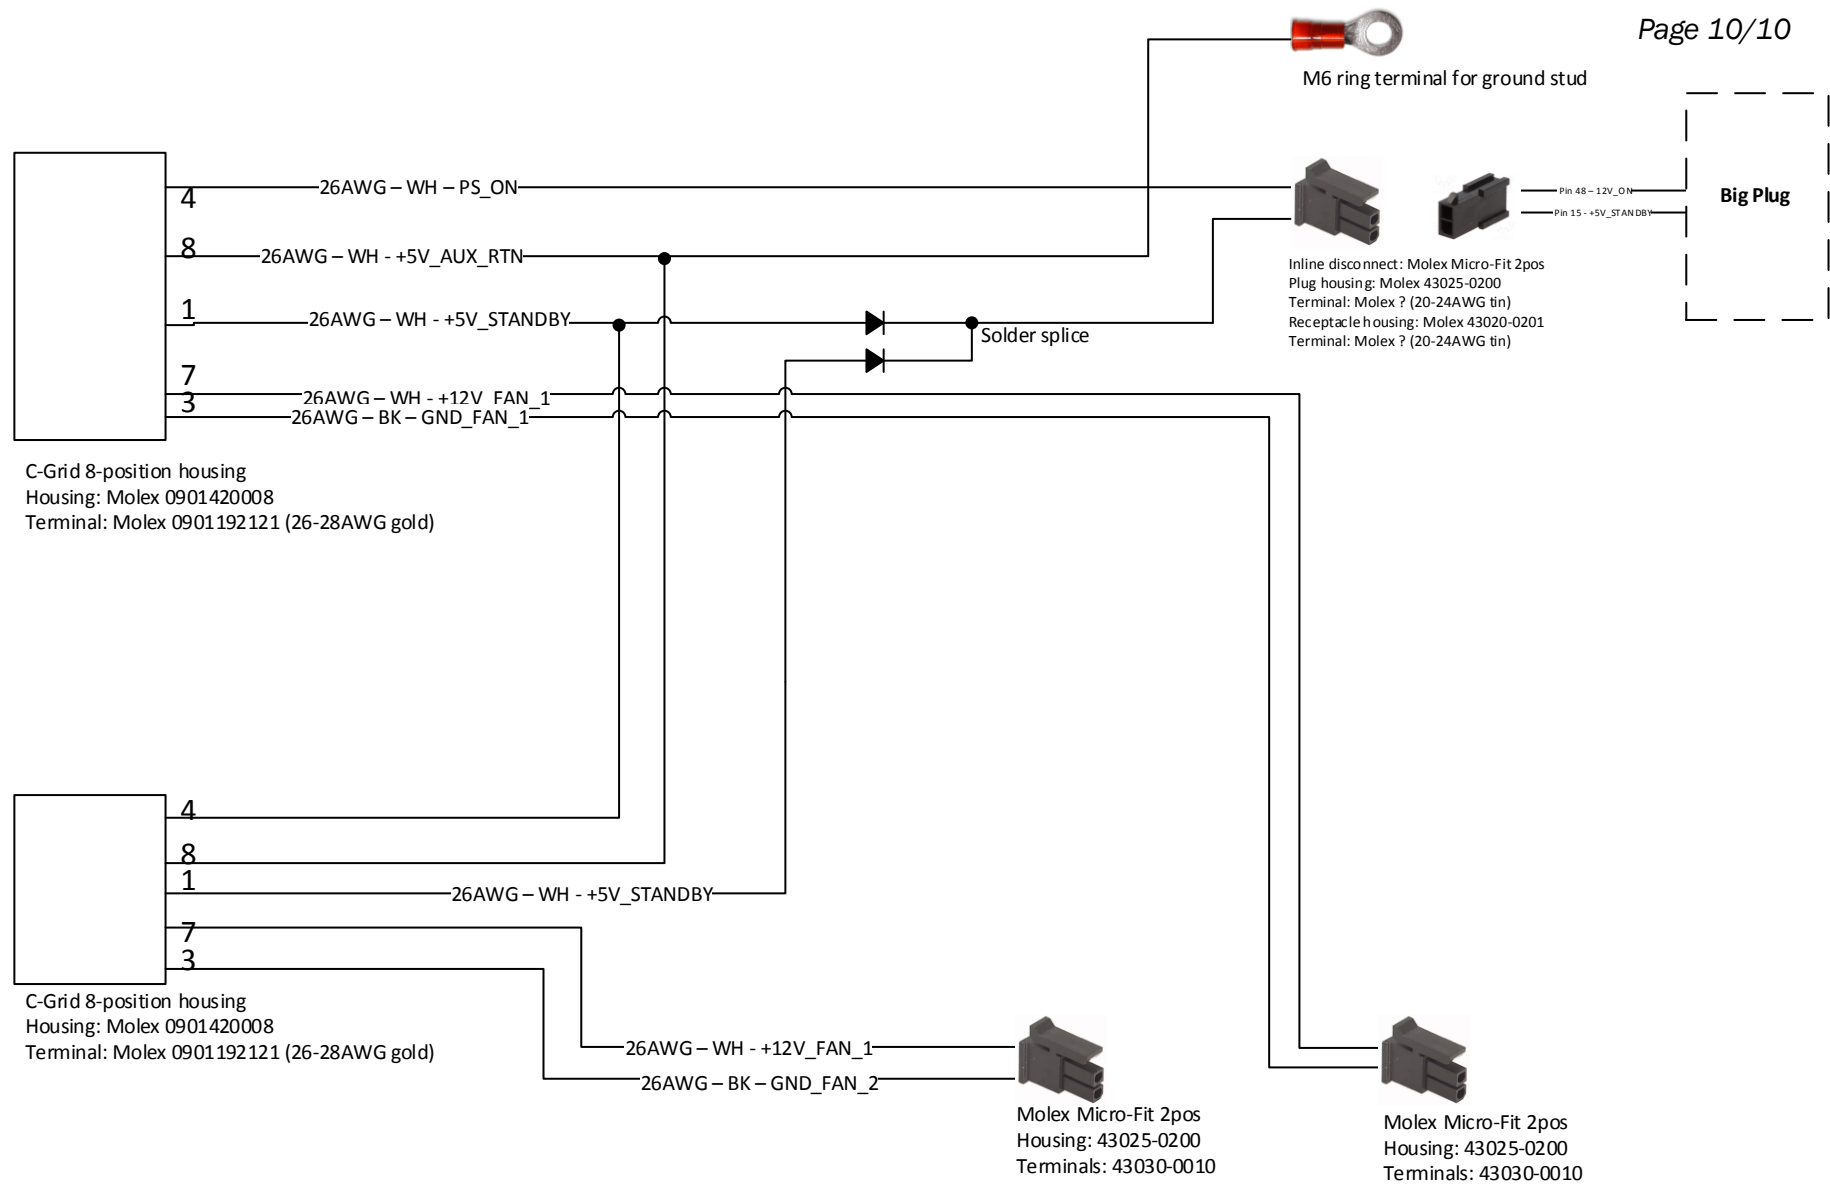 Page 10/10
M6 ring terminal for ground stud
4
26AWG – WH – PS_ON
8
26AWG – WH - +5V_AUX_RTN
1
26AWG – WH - +5V_STANDBY
Solder splice
7
26AWG – WH - +12V_FAN_1
3
26AWG – BK – GND_FAN_1
C-Grid 8-position housing
Housing: Molex 0901420008
Terminal: Molex 0901192121 (26-28AWG gold)
Pin 48 – 12V_ON
Pin 15 - +5V_STANDBY
Big Plug
Inline disconnect: Molex Micro-Fit 2pos
Plug housing: Molex 43025-0200
Terminal: Molex ? (20-24AWG tin)
Receptacle housing: Molex 43020-0201
Terminal: Molex ? (20-24AWG tin)
4
8
1
26AWG – WH - +5V_STANDBY
7
3
C-Grid 8-position housing
Housing: Molex 0901420008
Terminal: Molex 0901192121 (26-28AWG gold)
26AWG – WH - +12V_FAN_1
26AWG – BK – GND_FAN_2
Molex Micro-Fit 2pos
Housing: 43025-0200
Terminals: 43030-0010
Molex Micro-Fit 2pos
Housing: 43025-0200
Terminals: 43030-0010